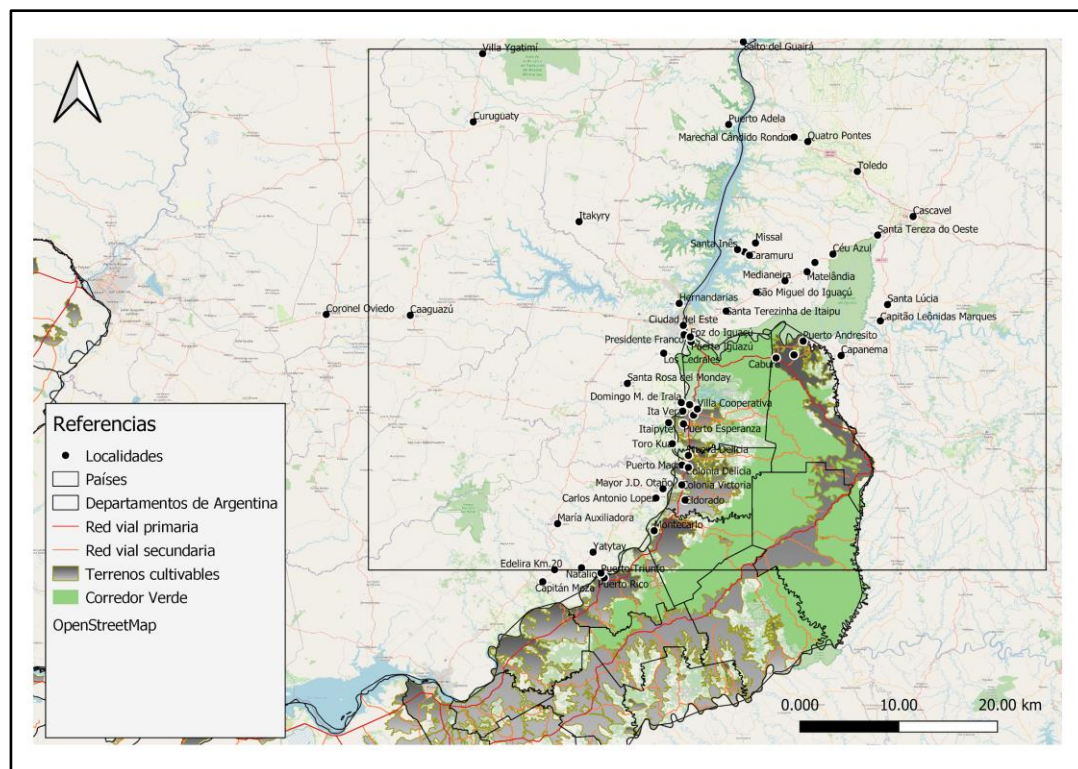 Salto del Guairá
Villa Ygatimí
Curuguaty
Puerto Adela
Marechal Cândido Rondon
Quatro Pontes
Toledo
Itakyry
Cascavel
Santa Tereza do Oeste
Missal
Santa Inês
Caramuru
Céu Azul
Medianeira
Matelândia
São Miguel do Iguaçú
Hernandarias
Santa Lúcia
Coronel Oviedo
Caaguazú
Santa Terezinha de Itaipu
Capitão Leônidas Marques
Ciudad del Este
Foz do Iguaçú
Presidente Franco
Puerto Iguazú
Puerto Andresito
Los Cedrales
Capanema
Santa Rosa del Monday
Domingo M. de Irala
Villa Cooperativa
Itaipyte
Puerto Esperanza
Toro Kua
Colonia Delicia
Mayor J.D. Otaño
Colonia Victoria
Carlos Antonio Lopez
Eldorado
María Auxiliadora
Montecarlo
Yatytay
Edelira Km.20
Natalio
Puerto Triunfo
Capitán Meza
Puerto Rico
Referencias
Localidades
Países
Departamentos de Argentina
Red vial primaria
Red vial secundaria
Terrenos cultivables
Corredor Verde
OpenStreetMap
0.000 10.00 20.00 km